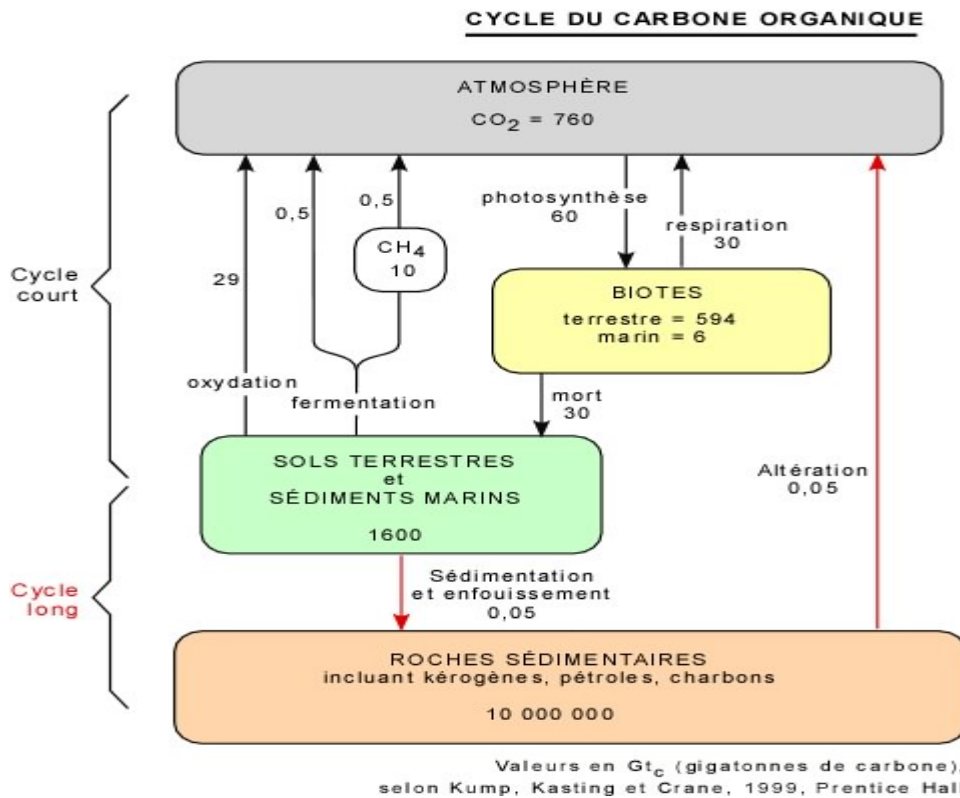 CYCLE DU CARBONE ORGANIQUE
ATMOSPHÈRE
CO₂ = 760
0,5
0,5
photosynthèse
60
respiration
30
CH₄
10
29
Cycle
court
BIOTES
terrestre = 594
marin = 6
oxydation
fermentation
mort
30
SOLS TERRESTRES
et
SÉDIMENTS MARINS
1600
Altération
0,05
Cycle
long
Sédimentation
et enfouissement
0,05
ROCHES SÉDIMENTAIRES
incluant kérogènes, pétroles, charbons
10 000 000
Valeurs en Gtc (gigatonnes de carbone),
selon Kump, Kasting et Crane, 1999, Prentice Hall